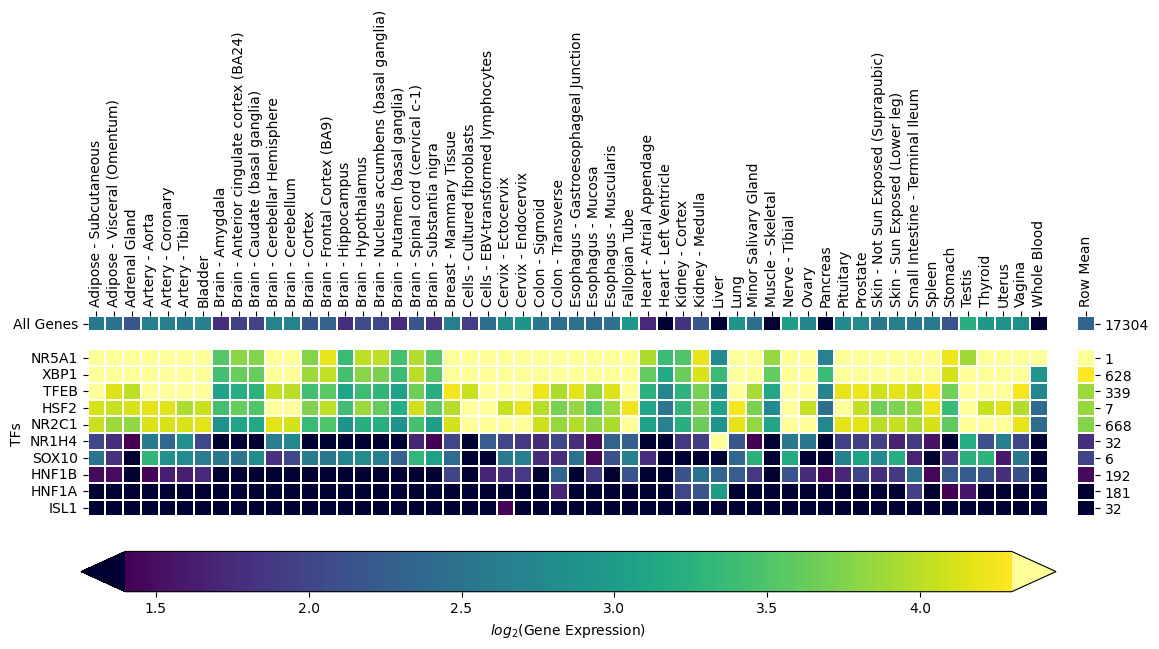 Adipose - Subcutaneous
Adipose - Visceral (Omentum)
Adrenal Gland
Artery - Aorta
Artery - Coronary
Artery - Tibial
Bladder
Brain - Amygdala
Brain - Anterior cingulate cortex (BA24)
Brain - Caudate (basal ganglia)
Brain - Cerebellar Hemisphere
Brain - Cerebellum
Brain - Cortex
Brain - Frontal Cortex (BA9)
Brain - Hippocampus
Brain - Hypothalamus
Brain - Nucleus accumbens (basal ganglia)
Brain - Putamen (basal ganglia)
Brain - Spinal cord (cervical c-1)
Brain - Substantia nigra
Breast - Mammary Tissue
Cells - Cultured fibroblasts
Cells - EBV-transformed lymphocytes
Cervix - Ectocervix
Cervix - Endocervix
Colon - Sigmoid
Colon - Transverse
Esophagus - Gastroesophageal Junction
Esophagus - Mucosa
Esophagus - Muscularis
Fallopian Tube
Heart - Atrial Appendage
Heart - Left Ventricle
Kidney - Cortex
Kidney - Medulla
Liver
Lung
Minor Salivary Gland
Muscle - Skeletal
Nerve - Tibial
Ovary
Pancreas
Pituitary
Prostate
Skin - Not Sun Exposed (Suprapubic)
Skin - Sun Exposed (Lower leg)
Small Intestine - Terminal Ileum
Spleen
Stomach
Testis
Thyroid
Uterus
Vagina
Whole Blood
Row Mean
All Genes 17304
TFs
NR5A1 1
XBP1 628
TFEB 339
HSF2 7
NR2C1 668
NR1H4 32
SOX10 6
HNF1B 192
HNF1A 181
ISL1 32
1.5 2.0 2.5 3.0 3.5 4.0
log2(Gene Expression)